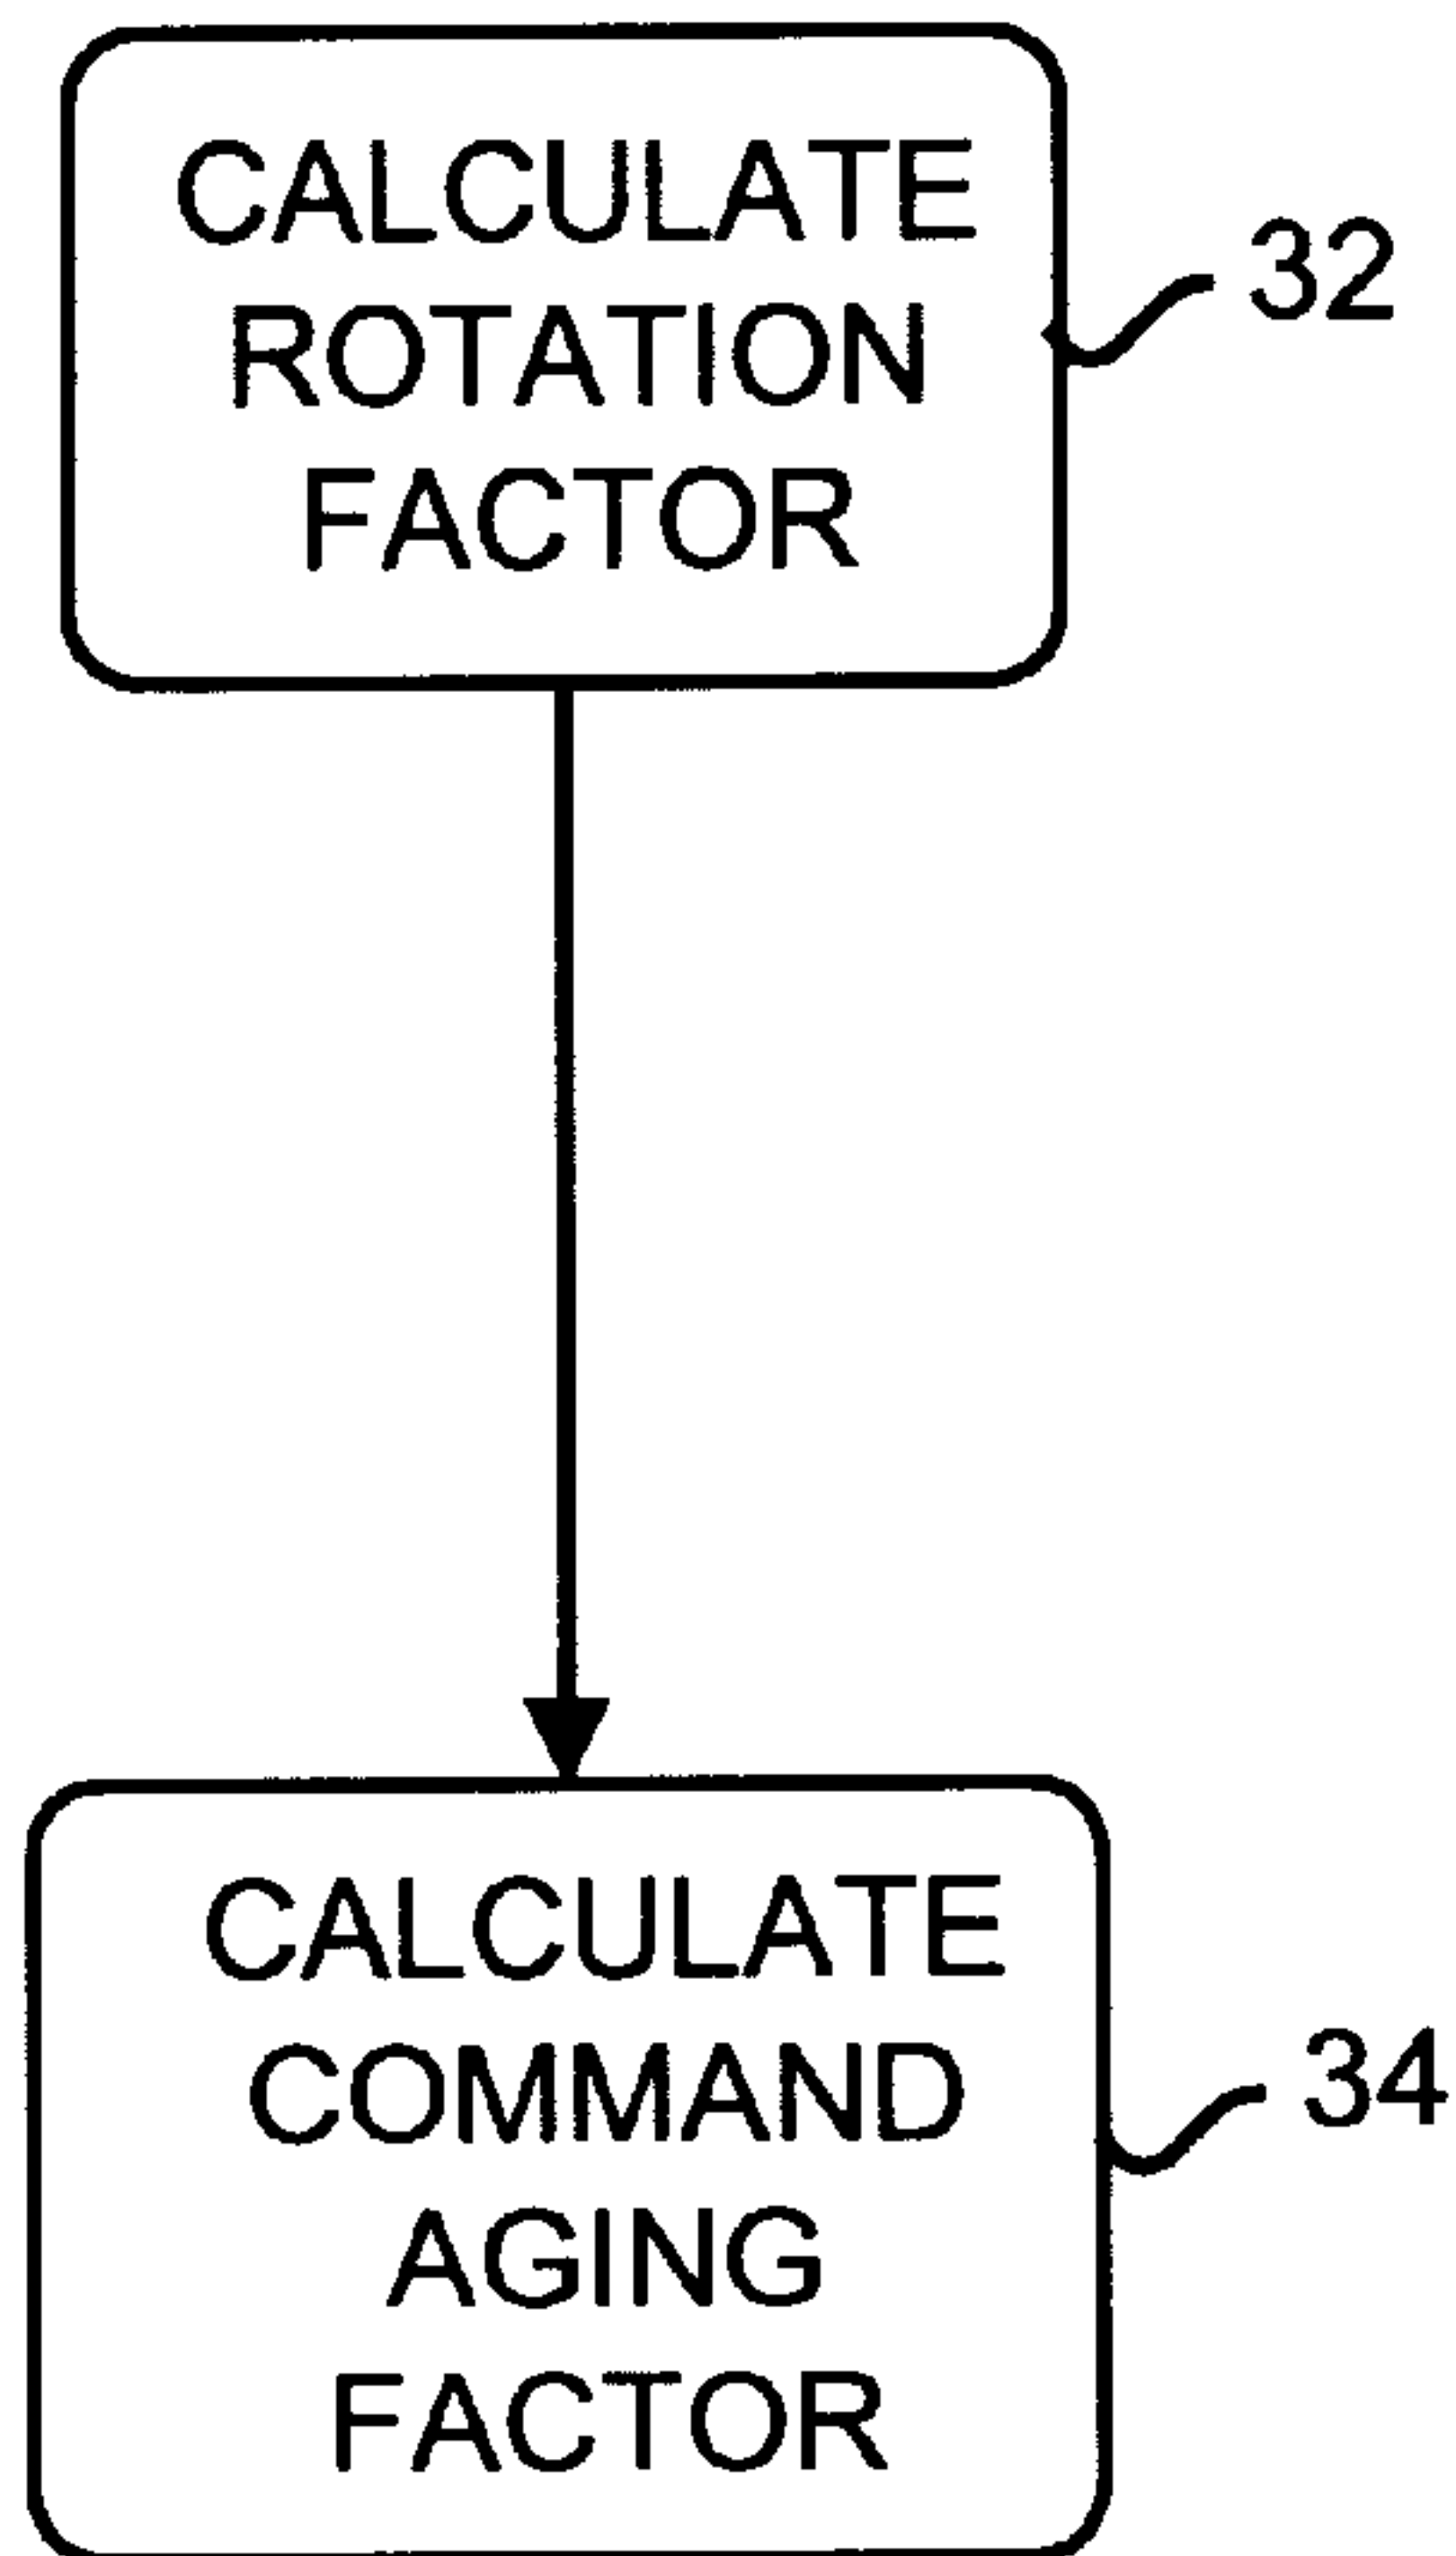 CALCULATE
ROTATION
FACTOR
32
CALCULATE
COMMAND
AGING
FACTOR
34